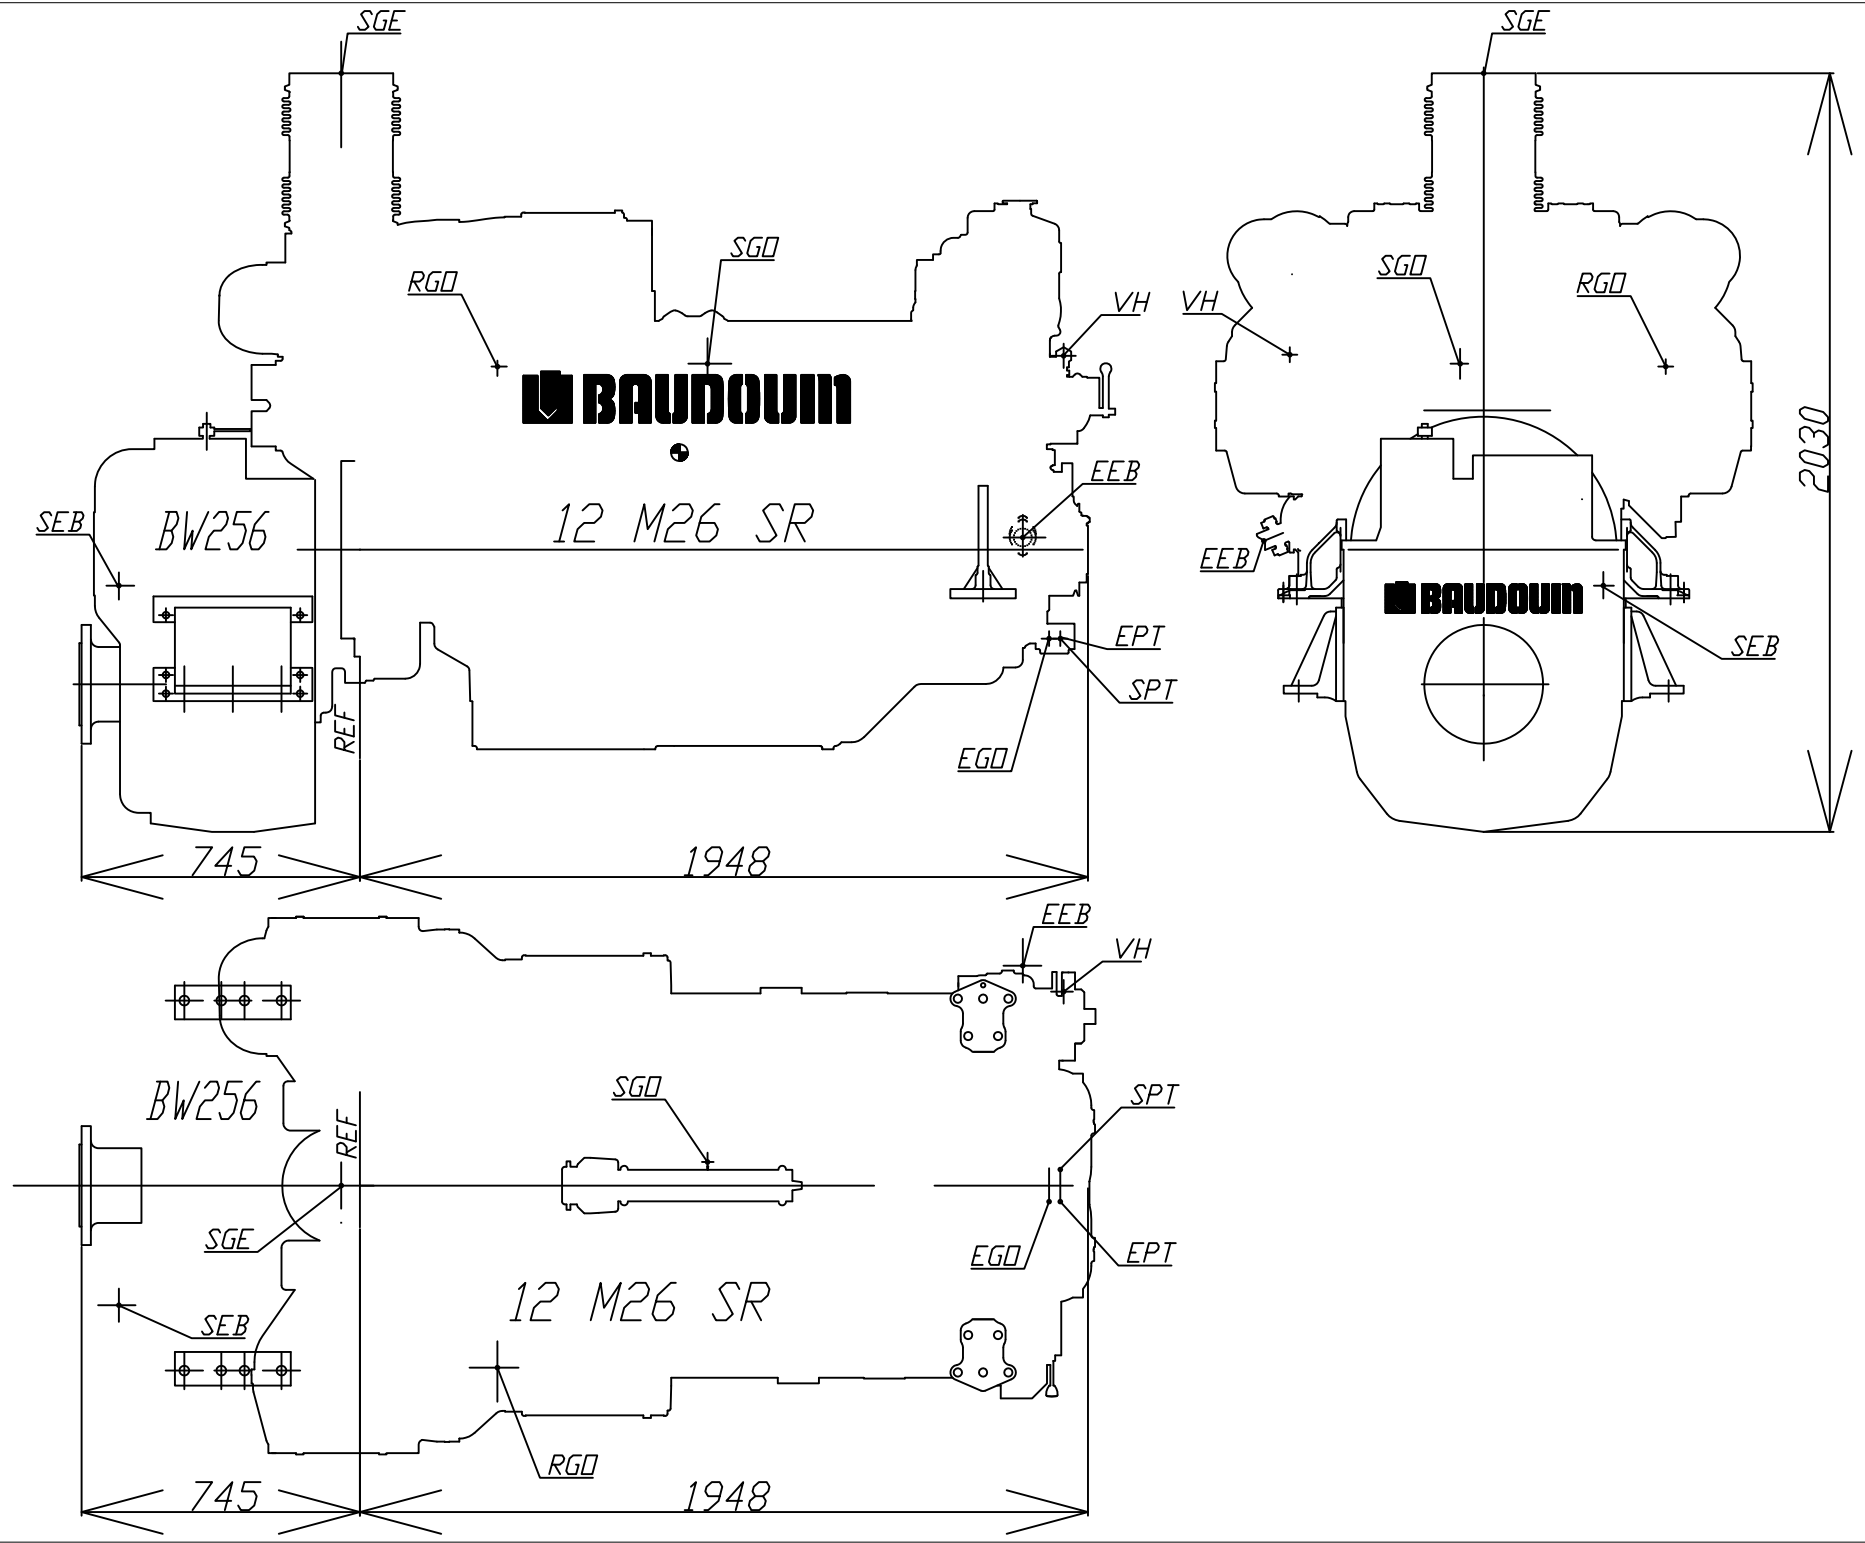 SGE
SGE
SGO
RGO
VH
VH
SGO
RGO
BAUDOUIN
2030
EEB
SEB
BW256
12 M26 SR
EEB
BAUDOUIN
EPT
SEB
SPT
REF
EGO
745
1948
EEB
VH
BW256
SGO
SPT
REF
SGE
EGO
EPT
12 M26 SR
SEB
RGO
745
1948